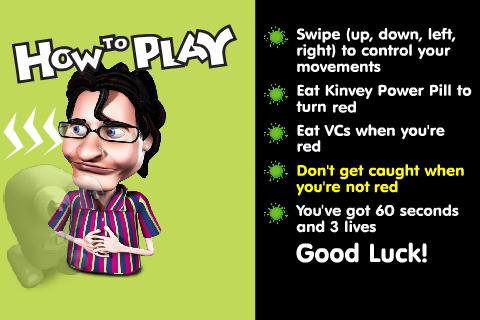 How to Play
Swipe (up, down, left,
right) to control your
movements
Eat Kinvey Power Pill to
turn red
Eat VCs when you're
red
Don't get caught when
you're not red
You've got 60 seconds
and 3 lives
Good Luck!